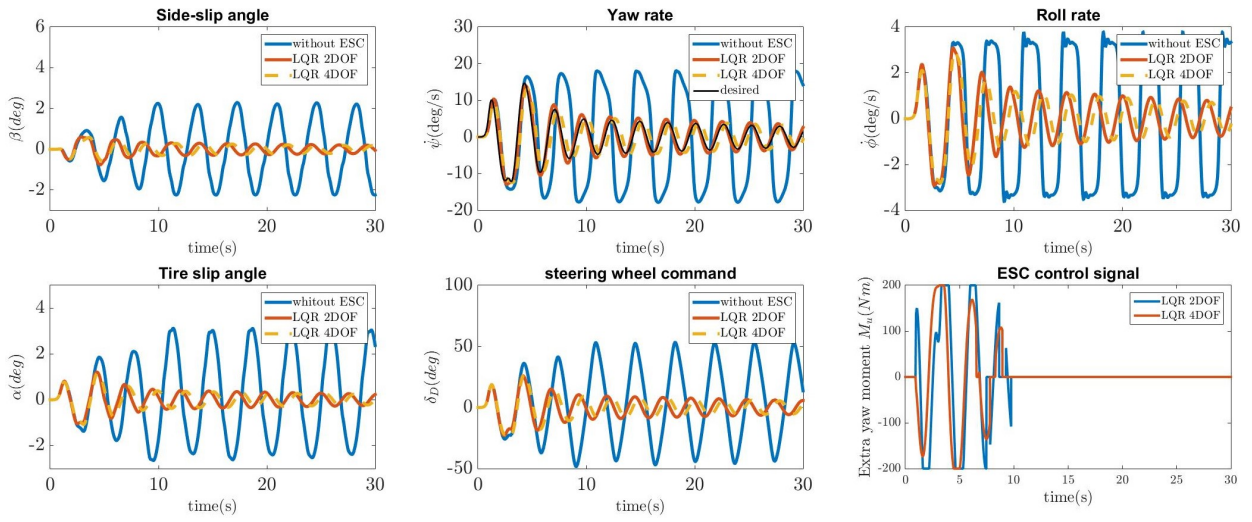 Side-slip angle
β(deg)
6
4
2
0
-2
without ESC
LQR 2DOF
LQR 4DOF
0
10
20
30
time(s)
Yaw rate
ψ̇(deg/s)
30
20
10
0
-10
-20
without ESC
LQR 2DOF
LQR 4DOF
desired
0
10
20
30
time(s)
Roll rate
ϕ̇(deg/s)
4
2
0
-2
-4
without ESC
LQR 2DOF
LQR 4DOF
0
10
20
30
time(s)
Tire slip angle
α(deg)
4
2
0
-2
whitout ESC
LQR 2DOF
LQR 4DOF
0
10
20
30
time(s)
steering wheel command
δ_D(deg)
100
50
0
-50
without ESC
LQR 2DOF
LQR 4DOF
0
10
20
30
time(s)
ESC control signal
Extra yaw moment M_u(Nm)
200
100
0
-100
-200
LQR 2DOF
LQR 4DOF
0
5
10
15
20
25
30
time(s)